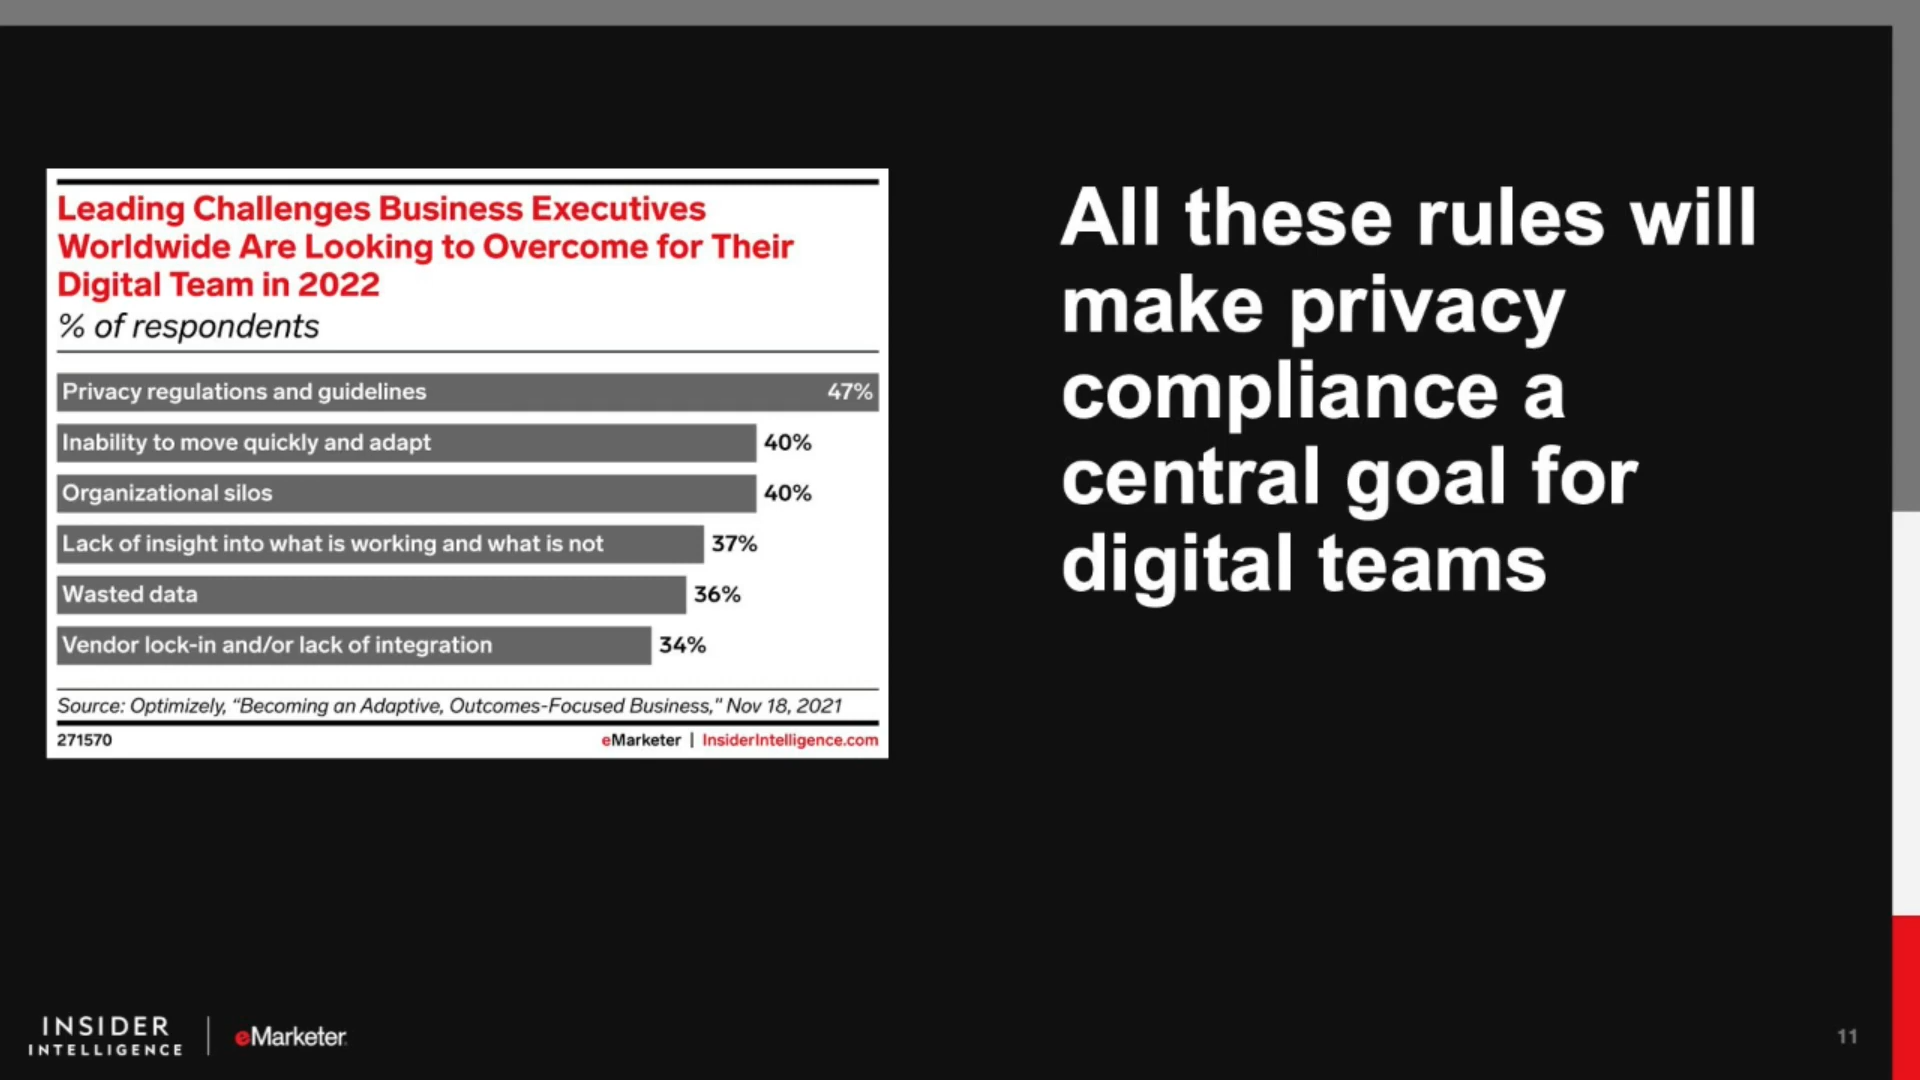 Leading Challenges Business Executives
Worldwide Are Looking to Overcome for Their
Digital Team in 2022
% of respondents
Privacy regulations and guidelines 47%
Inability to move quickly and adapt 40%
Organizational silos 40%
Lack of insight into what is working and what is not 37%
Wasted data 36%
Vendor lock-in and/or lack of integration 34%
Source: Optimizely, “Becoming an Adaptive, Outcomes-Focused Business," Nov 18, 2021
271570 eMarketer | InsiderIntelligence.com
All these rules will
make privacy
compliance a
central goal for
digital teams
INSIDER
INTELLIGENCE
eMarketer
11